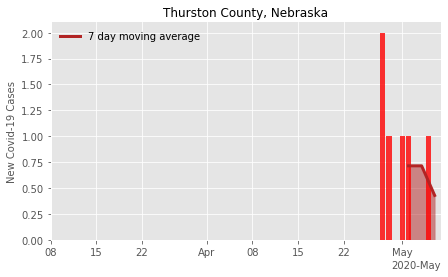 Thurston County, Nebraska
7 day moving average
New Covid-19 Cases
2.00
1.75
1.50
1.25
1.00
0.75
0.50
0.25
0.00
08 15 22 Apr 08 15 22 May
2020-May